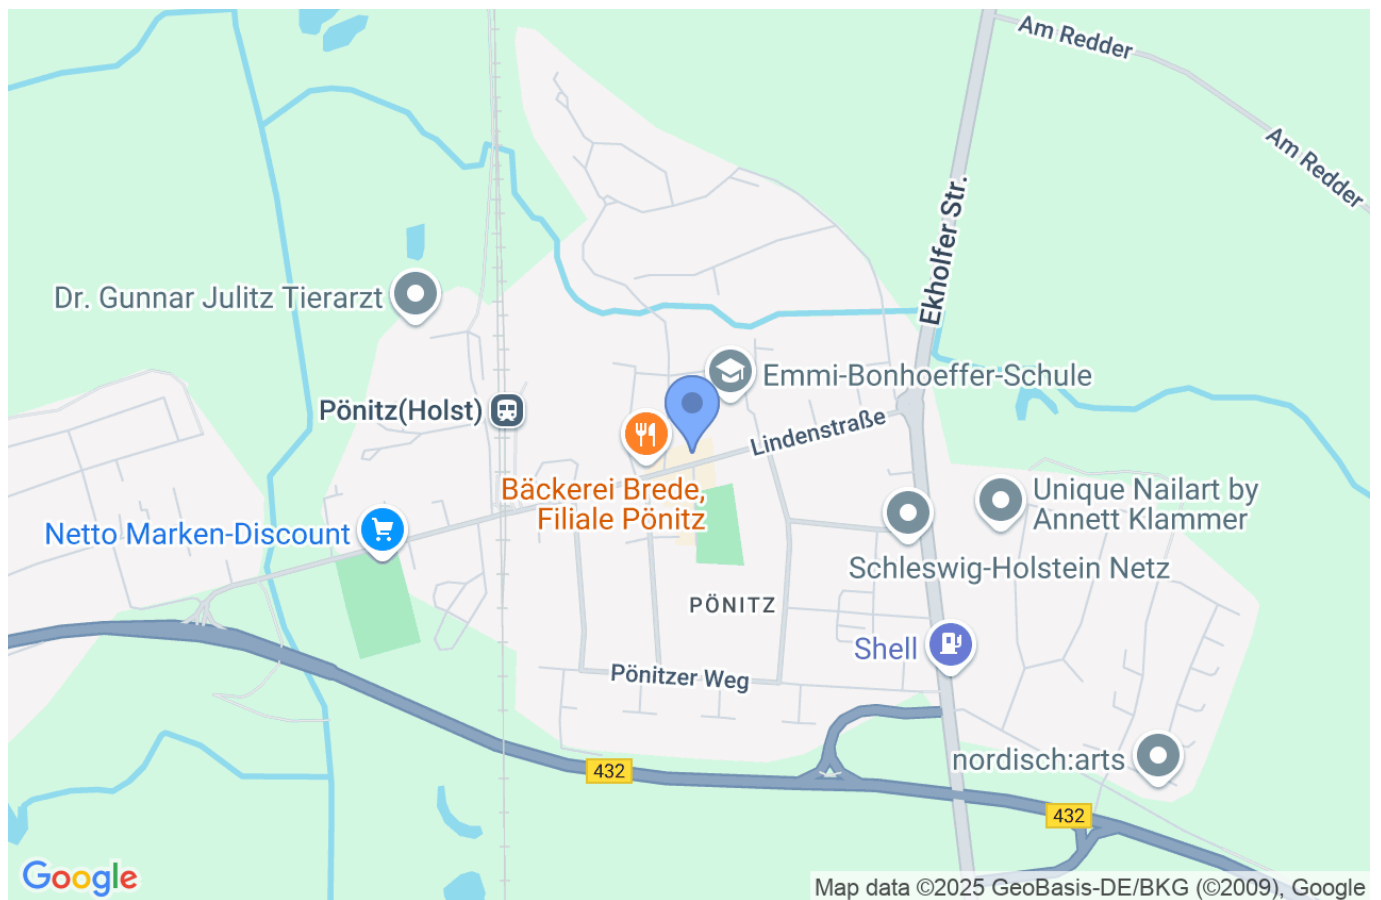 Am Redder
Am Redder
Ekholfer Str.
Dr. Gunnar Julitz Tierarzt
Emmi-Bonhoeffer-Schule
Pönitz(Holst)
Lindenstraße
Bäckerei Brede,
Filiale Pönitz
Unique Nailart by
Annett Klammer
Netto Marken-Discount
Schleswig-Holstein Netz
PÖNITZ
Shell
Pönitzer Weg
nordisch:arts
432
432
Google
Map data ©2025 GeoBasis-DE/BKG (©2009), Google